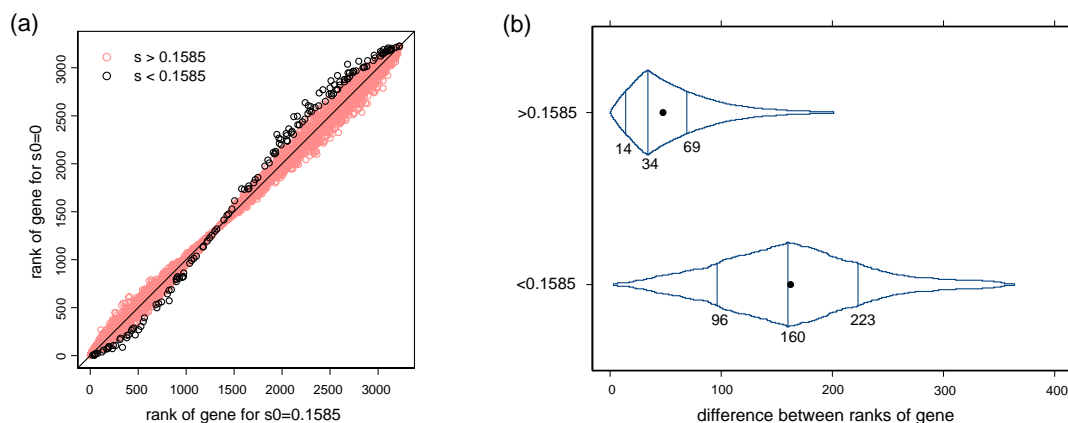 (a)
s > 0.1585
s < 0.1585
rank of gene for s0=0
0 500 1000 1500 2000 2500 3000
0 500 1000 1500 2000 2500 3000
rank of gene for s0=0.1585
(b)
>0.1585
14 34 69
<0.1585
96 160 223
0 100 200 300 400
difference between ranks of gene